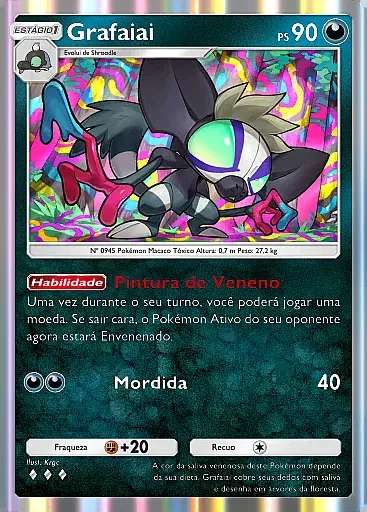 ESTÁGIO 1
Grafaiai
PS 90
Evolui de Shroodle
Nº 0945 Pokémon Macaco Tóxico Altura: 0,7 m Peso: 27,2 kg
Habilidade Pintura de Veneno
Uma vez durante o seu turno, você poderá jogar uma
moeda. Se sair cara, o Pokémon Ativo do seu oponente
agora estará Envenenado.
Mordida 40
Fraqueza +20 Recuo
Ilust. Krgc
A cor da saliva venenosa deste Pokémon depende
da sua dieta. Grafaiai cobre seus dedos com saliva
e desenha em árvores da floresta.